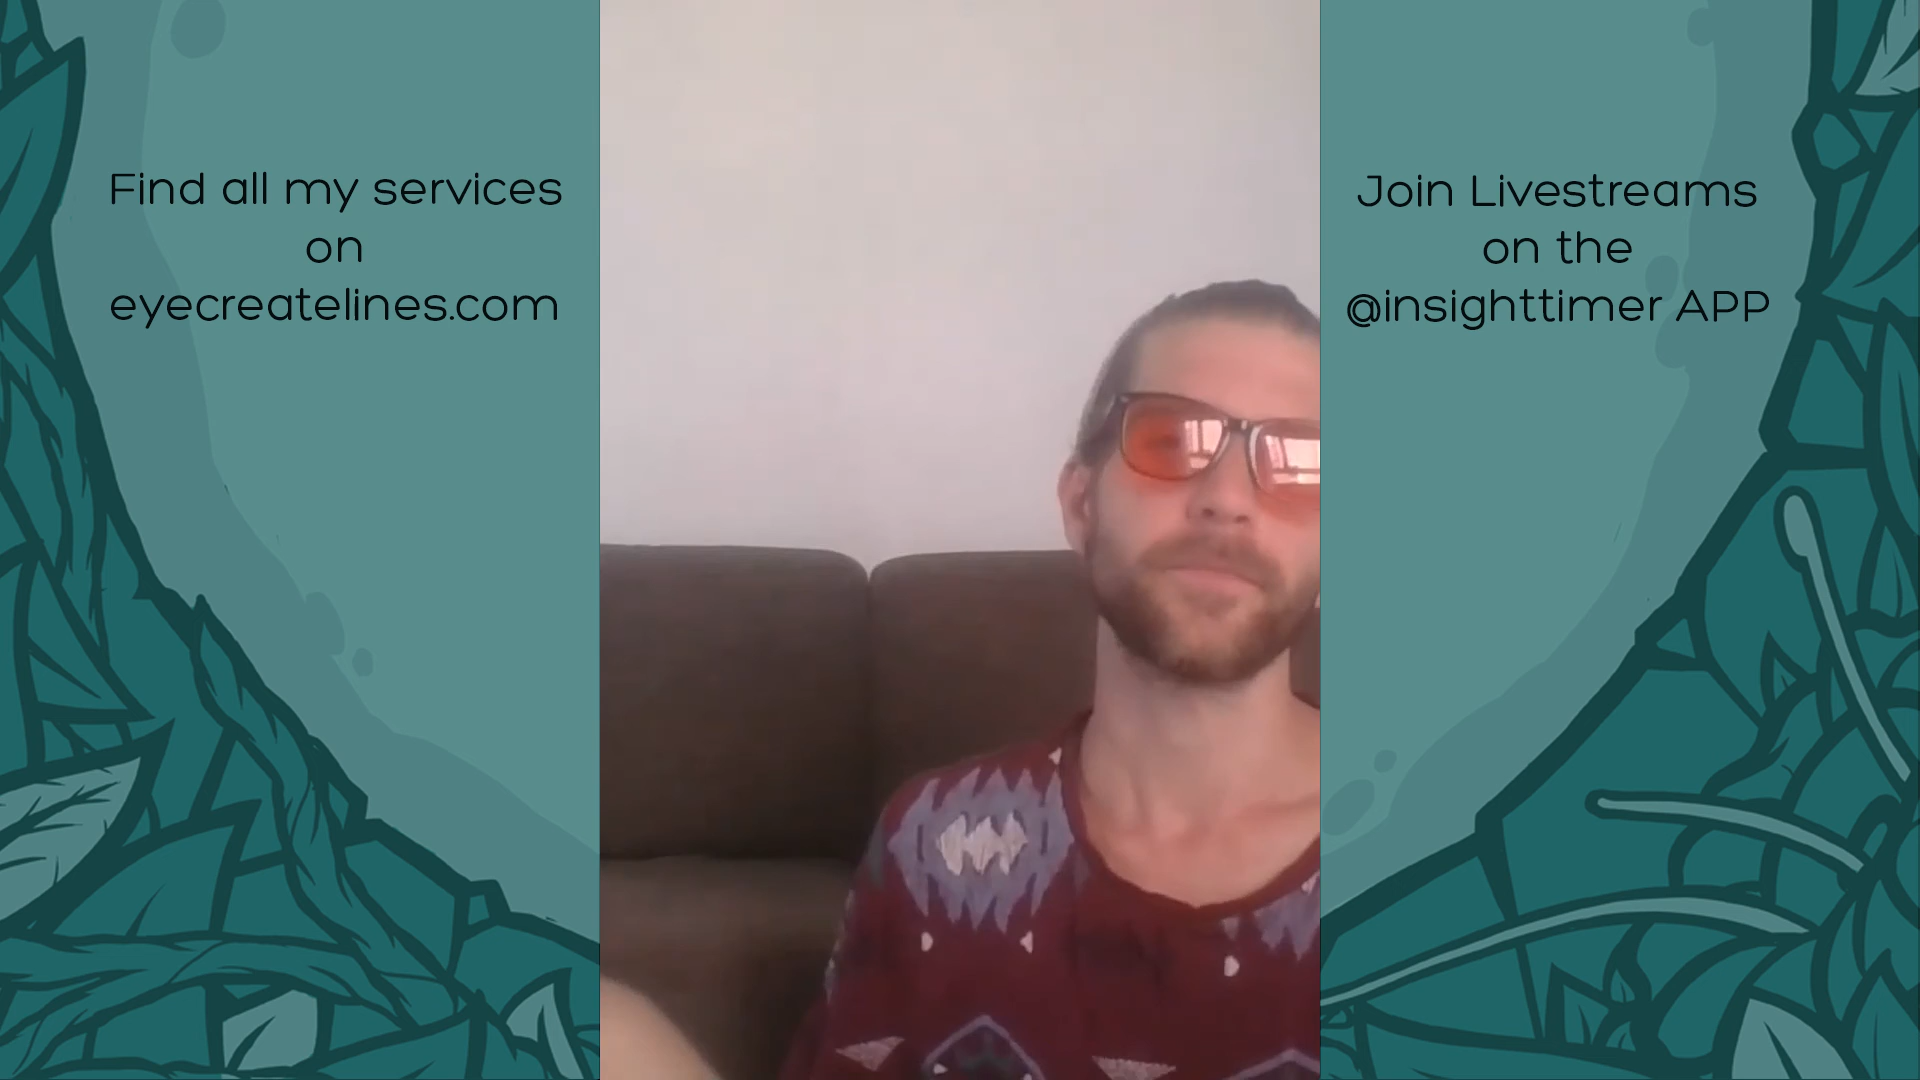 Find all my services
on
eyecreatelines.com
Join Livestreams
on the
@insighttimer APP